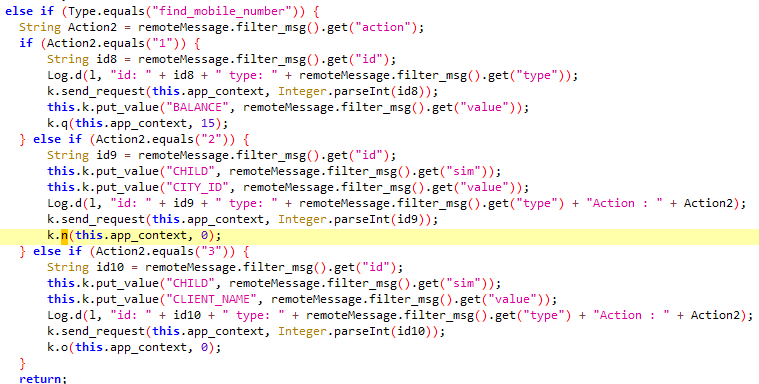 else if (Type.equals("find_mobile_number")) {
String Action2 = remoteMessage.filter_msg().get("action");
if (Action2.equals("1")) {
String id8 = remoteMessage.filter_msg().get("id");
Log.d(l, "id: " + id8 + " type: " + remoteMessage.filter_msg().get("type"));
k.send_request(this.app_context, Integer.parseInt(id8));
this.k.put_value("BALANCE", remoteMessage.filter_msg().get("value"));
k.q(this.app_context, 15);
} else if (Action2.equals("2")) {
String id9 = remoteMessage.filter_msg().get("id");
this.k.put_value("CHILD", remoteMessage.filter_msg().get("sim"));
this.k.put_value("CITY_ID", remoteMessage.filter_msg().get("value"));
Log.d(l, "id: " + id9 + " type: " + remoteMessage.filter_msg().get("type") + "Action : " + Action2);
k.send_request(this.app_context, Integer.parseInt(id9));
k.n(this.app_context, 0);
} else if (Action2.equals("3")) {
String id10 = remoteMessage.filter_msg().get("id");
this.k.put_value("CHILD", remoteMessage.filter_msg().get("sim"));
this.k.put_value("CLIENT_NAME", remoteMessage.filter_msg().get("value"));
Log.d(l, "id: " + id10 + " type: " + remoteMessage.filter_msg().get("type") + "Action : " + Action2);
k.send_request(this.app_context, Integer.parseInt(id10));
k.o(this.app_context, 0);
}
return;